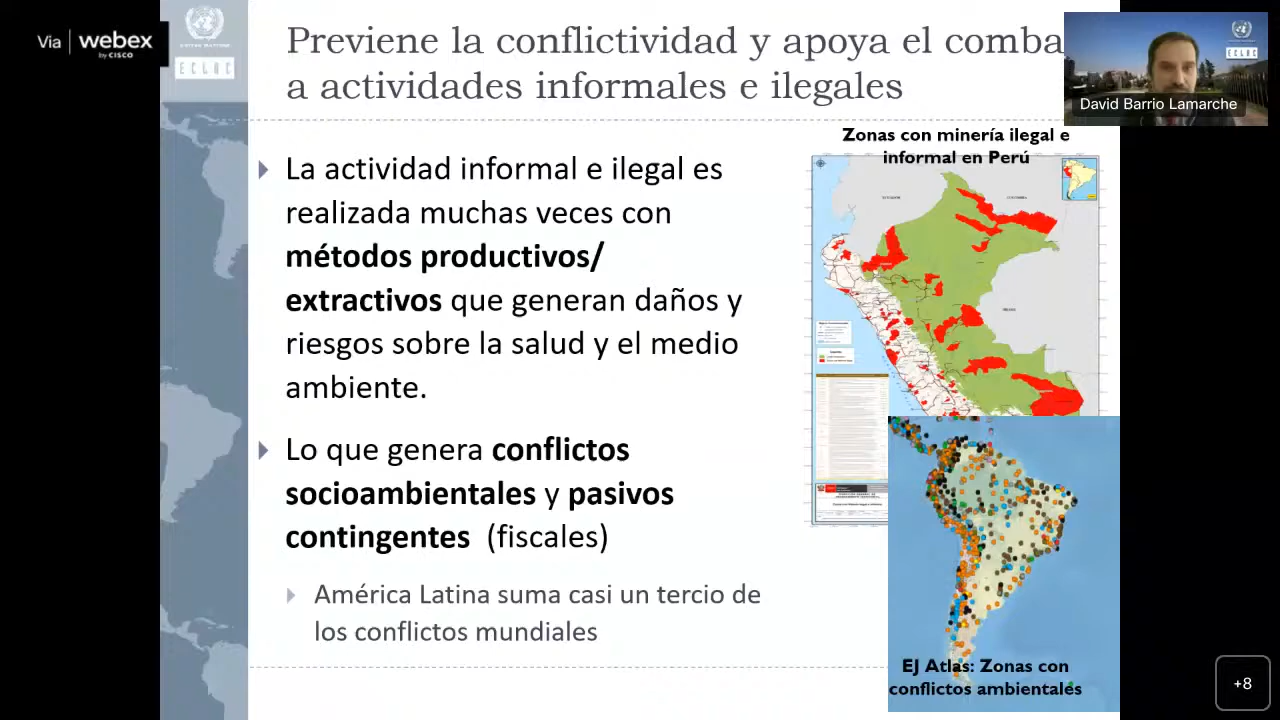 Via webex
by CISCO
UNITED NATIONS
ECLAC
Previene la conflictividad y apoya el comba
a actividades informales e ilegales
David Barrio Lamarche
ECLAC
Zonas con minería ilegal e
informal en Perú
La actividad informal e ilegal es
realizada muchas veces con
métodos productivos/
extractivos que generan daños y
riesgos sobre la salud y el medio
ambiente.
Lo que genera conflictos
socioambientales y pasivos
contingentes (fiscales)
América Latina suma casi un tercio de
los conflictos mundiales
EJ Atlas: Zonas con
conflictos ambientales
+8